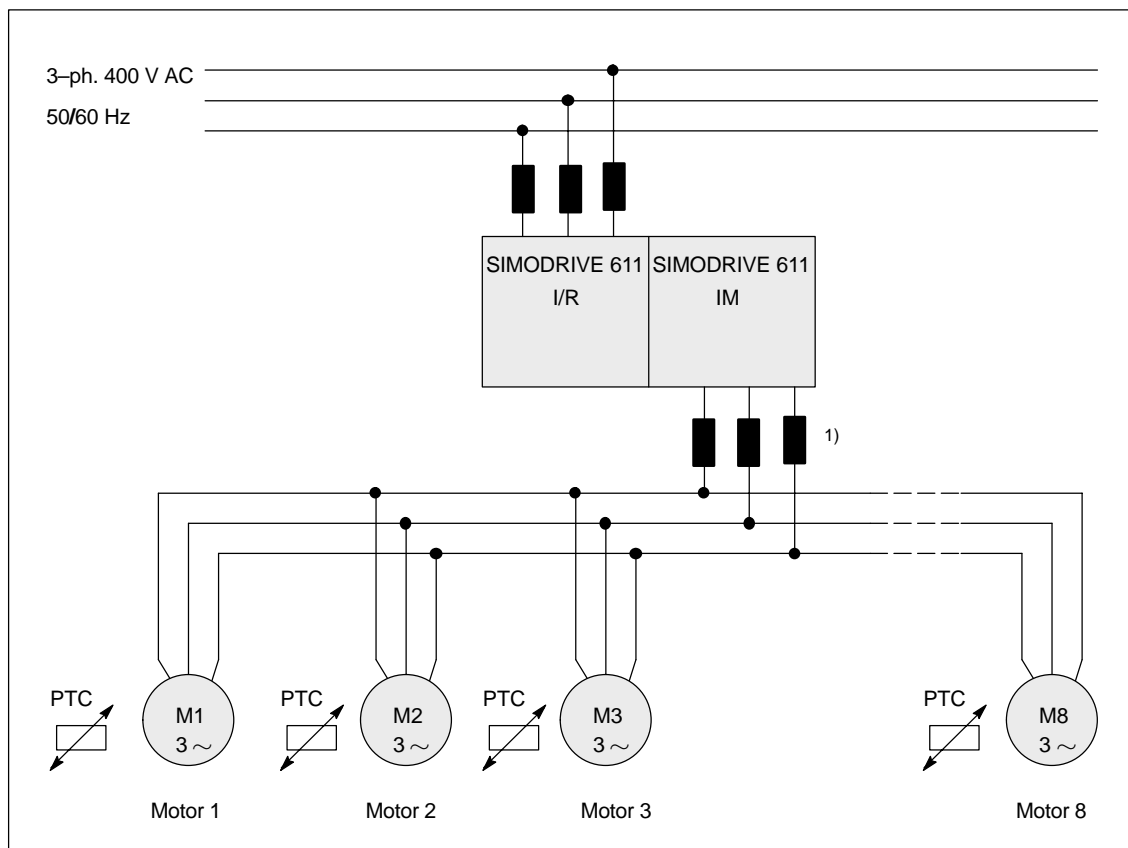 3–ph. 400 V AC
50/60 Hz
SIMODRIVE 611
I/R
SIMODRIVE 611
IM
1)
PTC
M1
3 ~
PTC
M2
3 ~
PTC
M3
3 ~
PTC
M8
3 ~
Motor 1
Motor 2
Motor 3
Motor 8